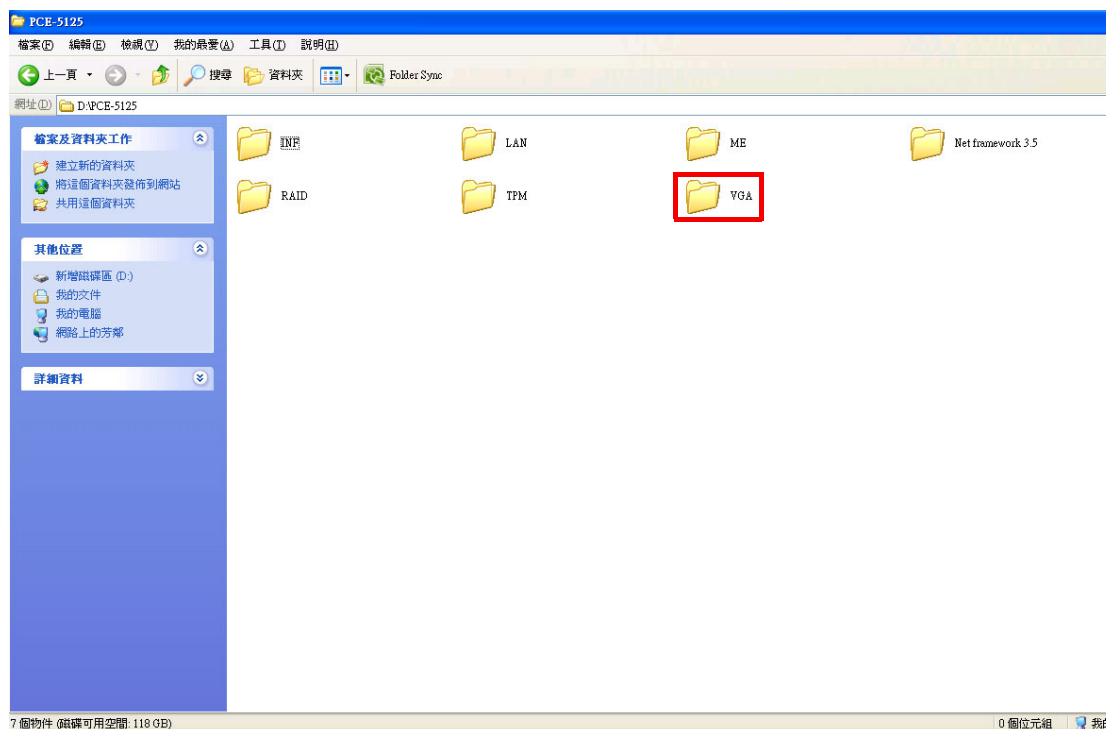 PCE-5125
檔案(F) 編輯(E) 檢視(V) 我的最愛(A) 工具(T) 說明(H)
上一頁 搜尋 資料夾 Folder Sync
網址(D) D:\PCE-5125
檔案及資料夾工作
建立新的資料夾
將這個資料夾發佈到網站
共用這個資料夾
其他位置
新增磁碟區 (D:)
我的文件
我的電腦
網路上的芳鄰
詳細資料
INF LAN ME Net framework 3.5
RAID TPM VGA
7 個物件 (磁碟可用空間: 118 GB) 0 個位元組 我的